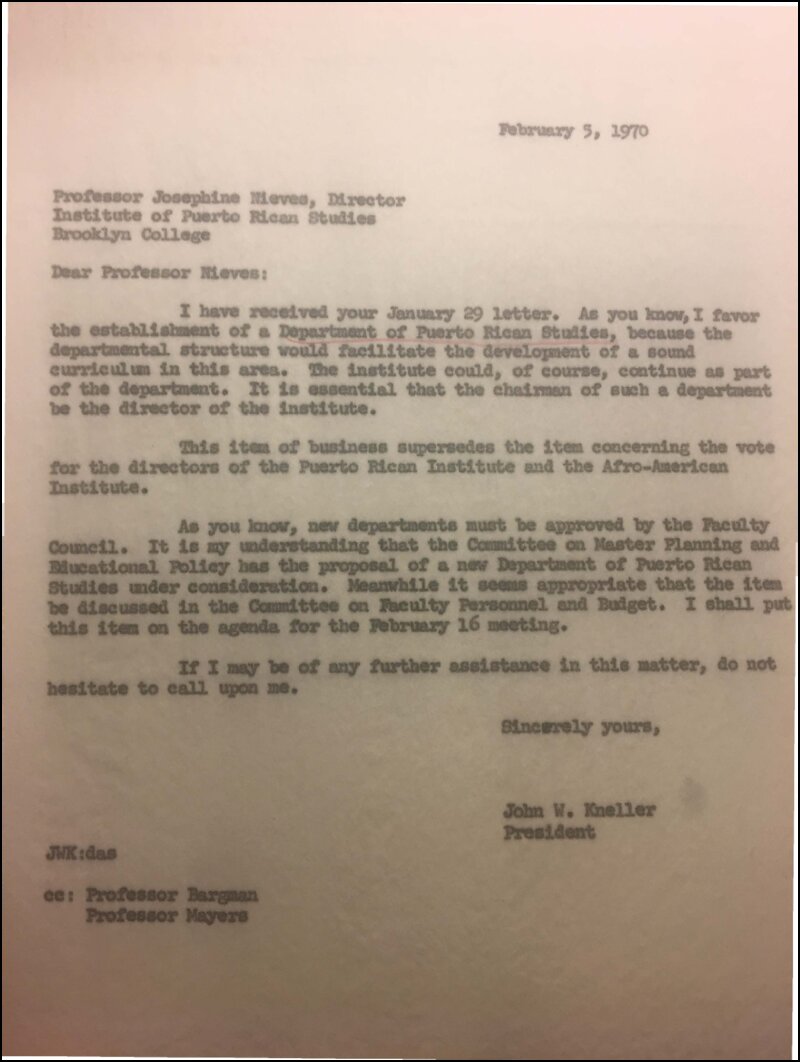 February 5, 1970
Professor Josephine Nieves, Director
Institute of Puerto Rican Studies
Brooklyn College
Dear Professor Nieves:
I have received your January 29 letter. As you know, I favor
the establishment of a Department of Puerto Rican Studies, because the
departmental structure would facilitate the development of a sound
curriculum in this area. The institute could, of course, continue as part
of the department. It is essential that the chairman of such a department
be the director of the institute.
This item of business supersedes the item concerning the vote
for the directors of the Puerto Rican Institute and the Afro-American
Institute.
As you know, new departments must be approved by the Faculty
Council. It is my understanding that the Committee on Master Planning and
Educational Policy has the proposal of a new Department of Puerto Rican
Studies under consideration. Meanwhile it seems appropriate that the item
be discussed in the Committee on Faculty Personnel and Budget. I shall put
this item on the agenda for the February 16 meeting.
If I may be of any further assistance in this matter, do not
hesitate to call upon me.
Sincerely yours,
John W. Kneller
President
JWK:das
cc: Professor Bargman
Professor Mayers